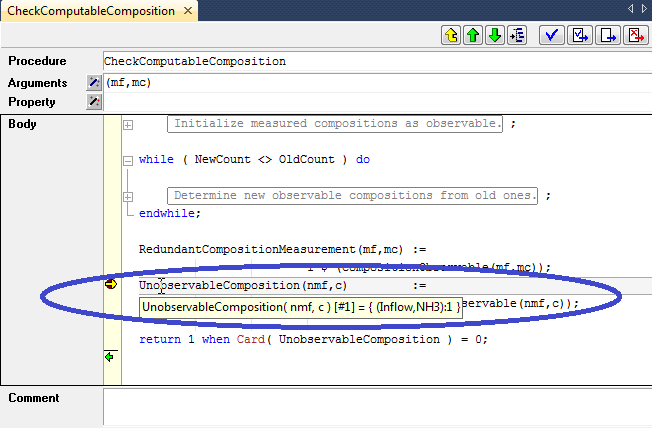 CheckComputableComposition
Procedure CheckComputableComposition
Arguments (mf,mc)
Property
Body
Initialize measured compositions as observable. ;
while ( NewCount <> OldCount ) do
Determine new observable compositions from old ones. ;
endwhile;
RedundantCompositionMeasurement(mf,mc) :=
1 $ (CompositionObservable(mf,mc));
UnobservableComposition(nmf,c) :=
UnobservableComposition( nmf, c ) [#1] = { (Inflow,NH3):1 }
servable(nmf,c));
return 1 when Card( UnobservableComposition ) = 0;
Comment